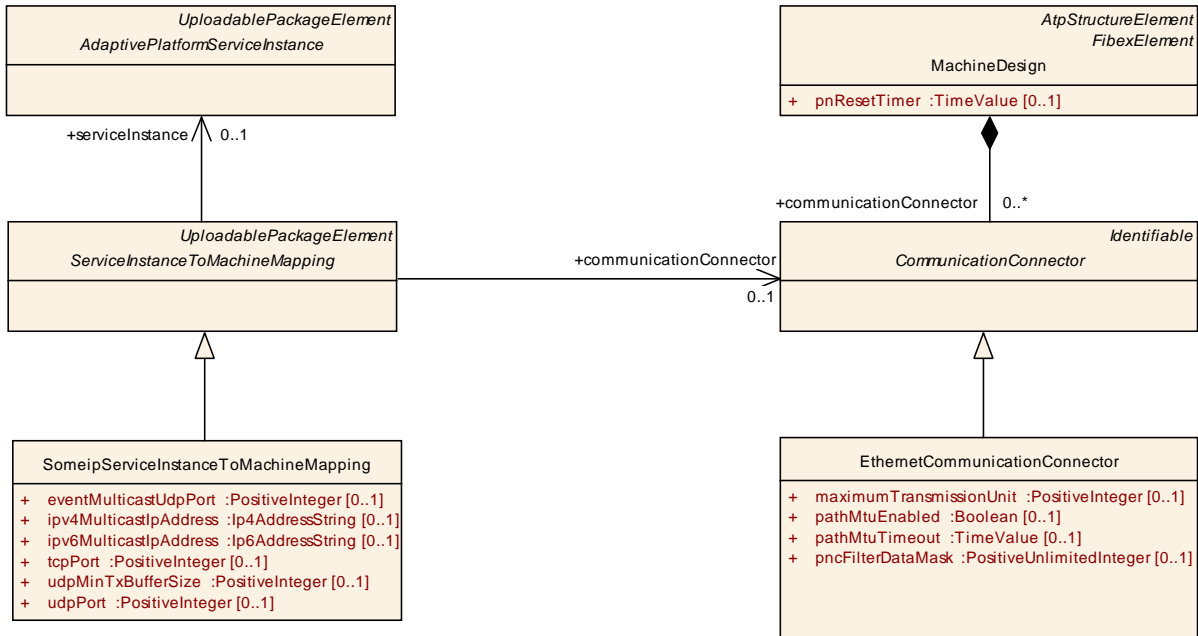 UploadablePackageElement
AdaptivePlatformServiceInstance
AtpStructureElement
FibexElement
MachineDesign
+ pnResetTimer :TimeValue [0..1]
+serviceInstance 0..1
+communicationConnector 0..*
UploadablePackageElement
ServiceInstanceToMachineMapping
+communicationConnector
0..1
Identifiable
CommunicationConnector
SomeipServiceInstanceToMachineMapping
+ eventMulticastUdpPort :PositiveInteger [0..1]
+ ipv4MulticastIpAddress :Ip4AddressString [0..1]
+ ipv6MulticastIpAddress :Ip6AddressString [0..1]
+ tcpPort :PositiveInteger [0..1]
+ udpMinTxBufferSize :PositiveInteger [0..1]
+ udpPort :PositiveInteger [0..1]
EthernetCommunicationConnector
+ maximumTransmissionUnit :PositiveInteger [0..1]
+ pathMtuEnabled :Boolean [0..1]
+ pathMtuTimeout :TimeValue [0..1]
+ pncFilterDataMask :PositiveUnlimitedInteger [0..1]